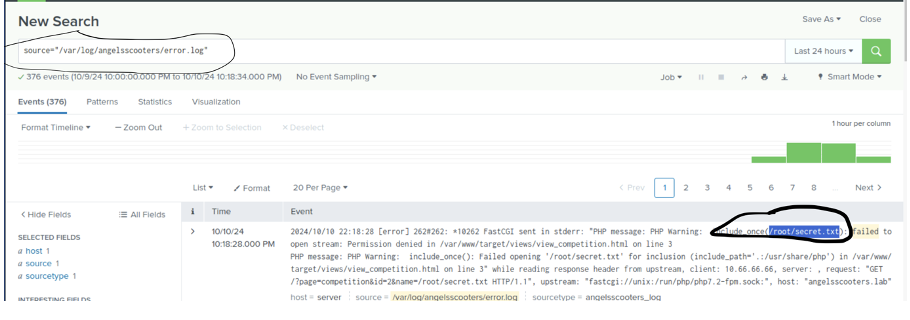 New Search
Save As ▾ Close
source="/var/log/angelsscooters/error.log"
Last 24 hours ▾
✓ 376 events (10/9/24 10:00:00.000 PM to 10/10/24 10:18:34.000 PM) No Event Sampling ▾
Job ▾ Smart Mode ▾
Events (376) Patterns Statistics Visualization
Format Timeline ▾ — Zoom Out + Zoom to Selection × Deselect
1 hour per column
List ▾ Format 20 Per Page ▾
< Prev 1 2 3 4 5 6 7 8 ... Next >
< Hide Fields All Fields
i Time Event
SELECTED FIELDS
a host 1
a source 1
a sourcetype 1
INTERESTING FIELDS
> 10/10/24
10:18:28.000 PM
2024/10/10 22:18:28 [error] 262#262: *10262 FastCGI sent in stderr: "PHP message: PHP Warning: include_once(/root/secret.txt): failed to
open stream: Permission denied in /var/www/target/views/view_competition.html on line 3
PHP message: PHP Warning: include_once(): Failed opening '/root/secret.txt' for inclusion (include_path='.:/usr/share/php') in /var/www/
target/views/view_competition.html on line 3" while reading response header from upstream, client: 10.66.66.66, server: , request: "GET
/?page=competition&id=2&name=/root/secret.txt HTTP/1.1", upstream: "fastcgi://unix:/run/php/php7.2-fpm.sock:", host: "angelsscooters.lab"
host = server source = /var/log/angelsscooters/error.log sourcetype = angelsscooters_log